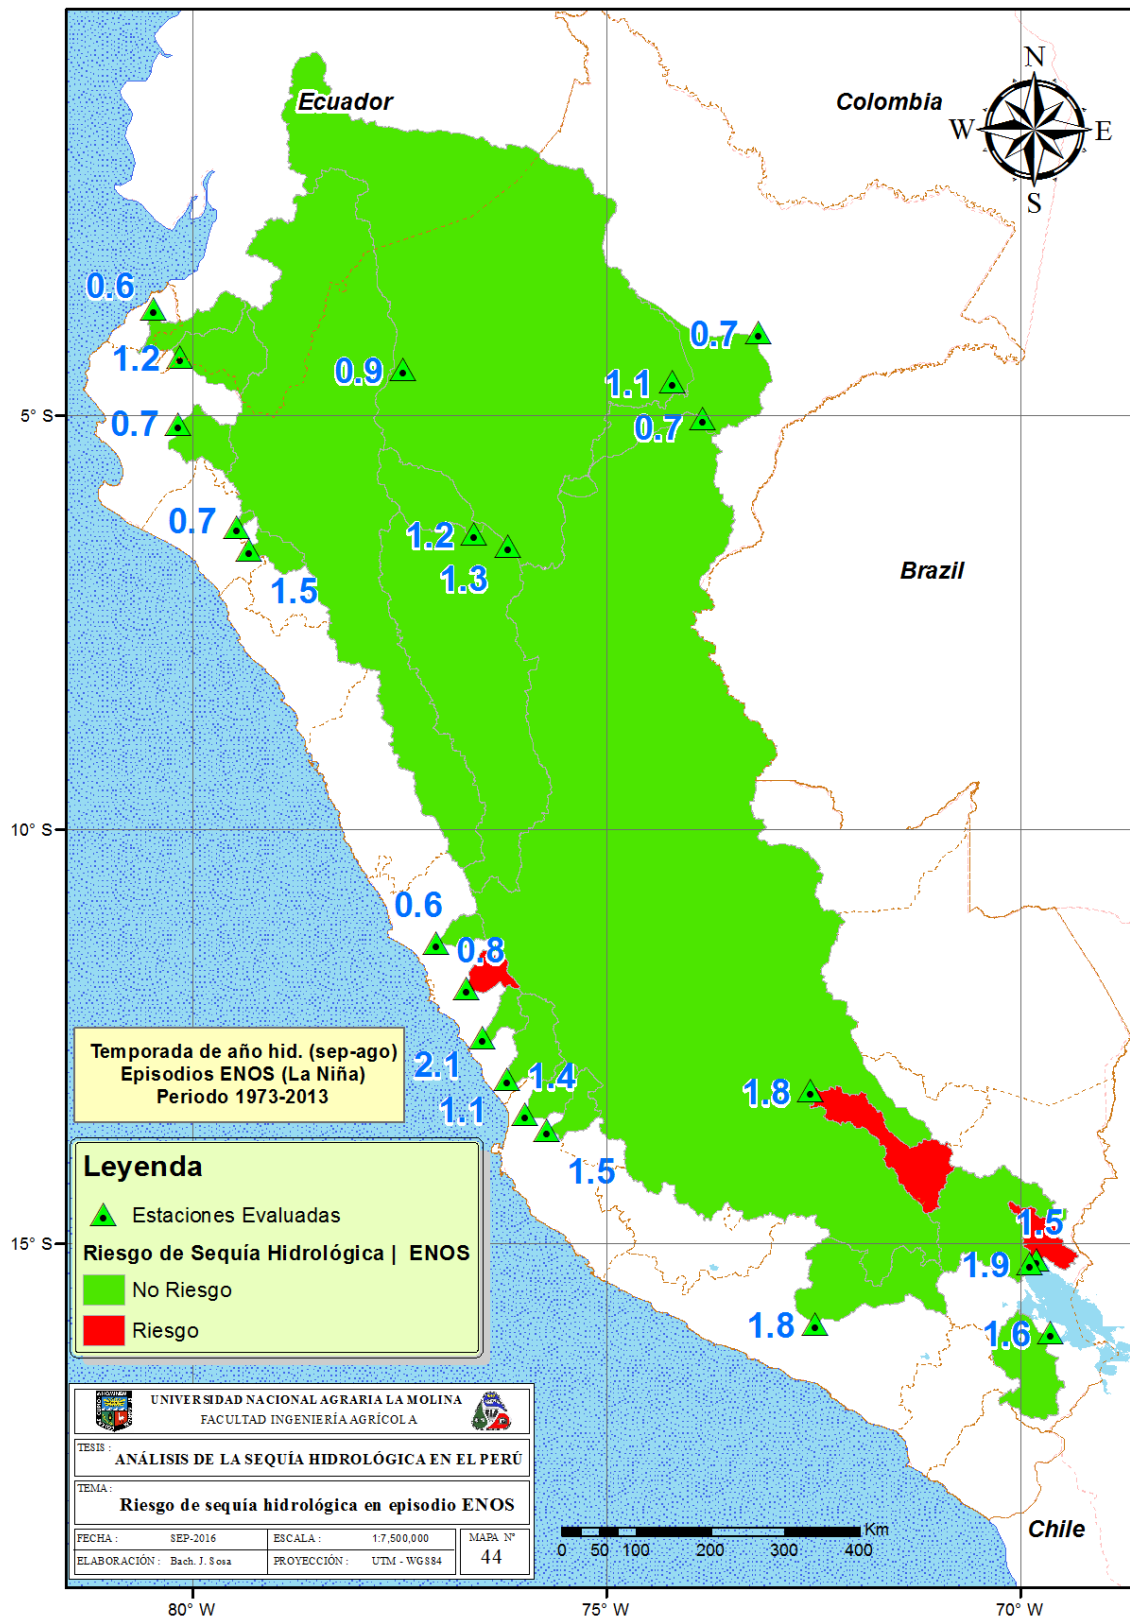 Ecuador
Colombia
N
W
E
S
0.6
1.2
0.7
0.9
0.7
1.1
0.7
5° S
0.7
1.5
1.2
1.3
Brazil
10° S
0.6
0.8
2.1
1.4
1.1
1.5
1.8
1.5
1.9
15° S
1.8
1.6
Temporada de año hid. (sep-ago)
Episodios ENOS (La Niña)
Periodo 1973-2013
Leyenda
Estaciones Evaluadas
Riesgo de Sequía Hidrológica | ENOS
No Riesgo
Riesgo
UNIVERSIDAD NACIONAL AGRARIA LA MOLINA
FACULTAD INGENIERÍA AGRÍCOLA
TESIS :
ANÁLISIS DE LA SEQUÍA HIDROLÓGICA EN EL PERÚ
TEMA :
Riesgo de sequía hidrológica en episodio ENOS
FECHA : SEP-2016 ESCALA : 1:7,500,000 MAPA N°
ELABORACIÓN : Bach. J. Sosa PROYECCIÓN : UTM - WGS84 44
Km
0 50 100 200 300 400
Chile
80° W
75° W
70° W